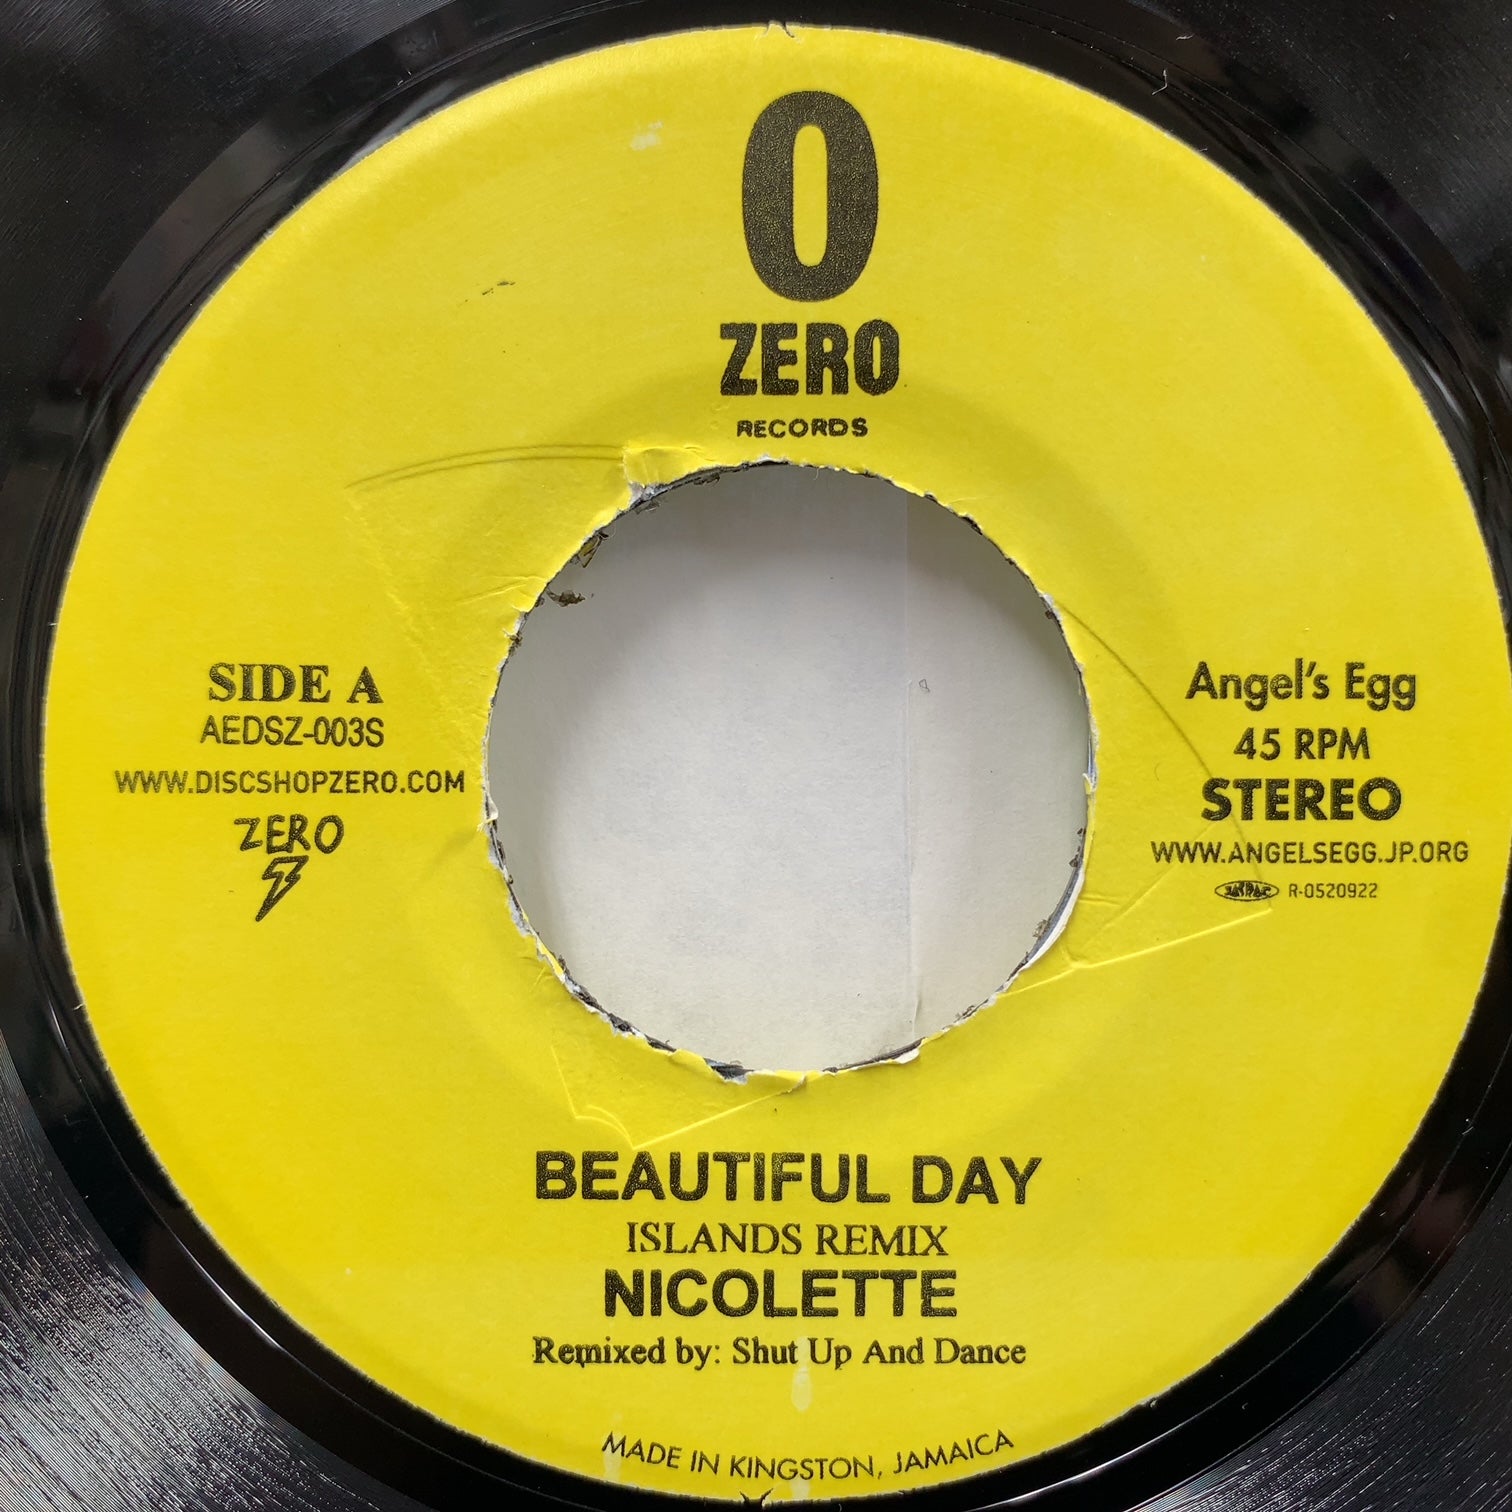 0
ZERO
RECORDS
SIDE A
AEDSZ-003S
WWW.DISCSHOPZERO.COM
ZERO
Angel's Egg
45 RPM
STEREO
WWW.ANGELSEGG.JP.ORG
R-0520922
BEAUTIFUL DAY
ISLANDS REMIX
NICOLETTE
Remixed by: Shut Up And Dance
MADE IN KINGSTON, JAMAICA